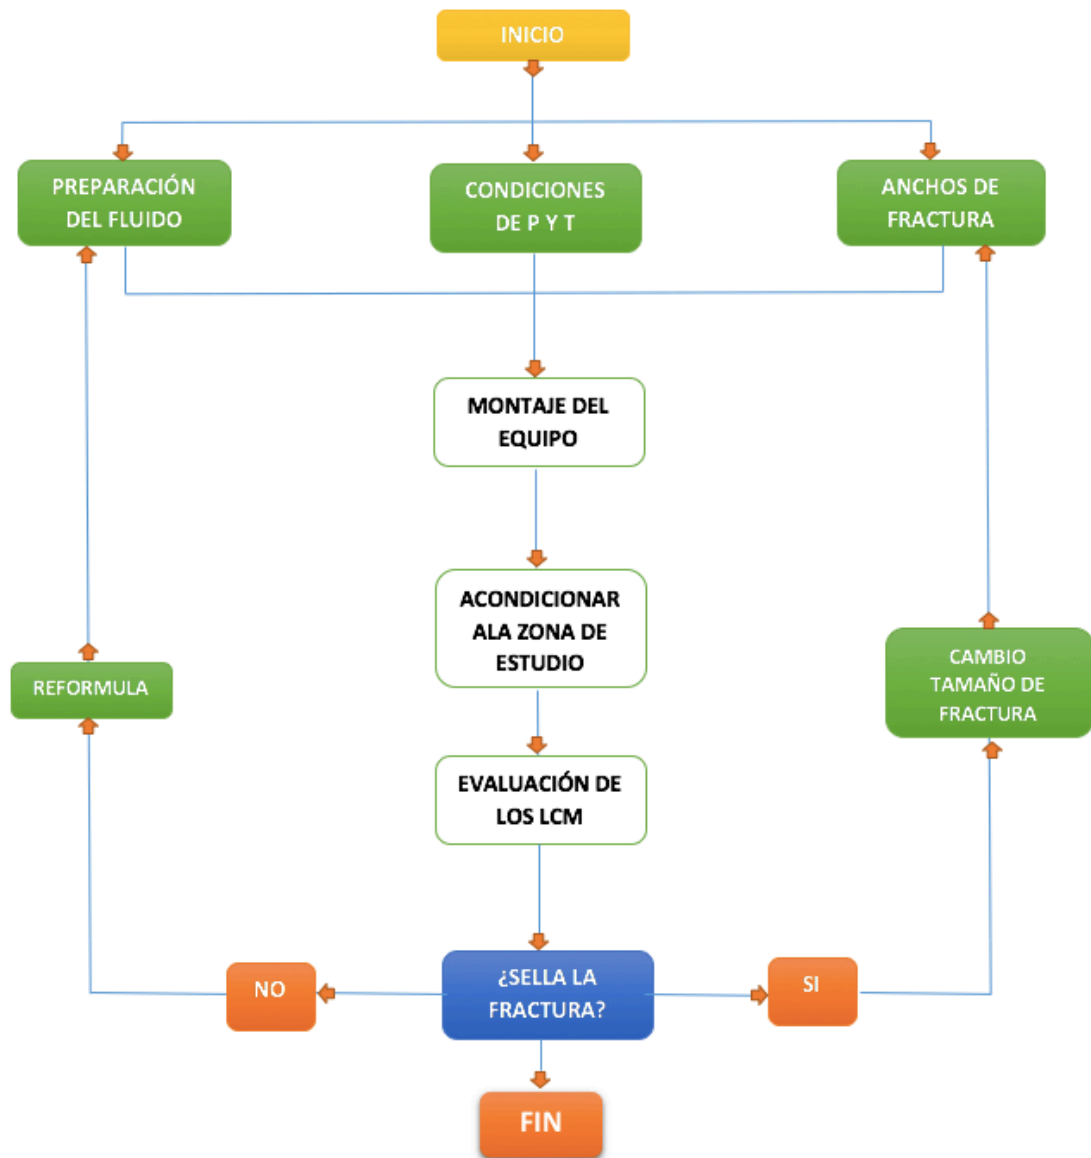 INICIO
PREPARACIÓN
DEL FLUIDO
CONDICIONES
DE P Y T
ANCHOS DE
FRACTURA
MONTAJE DEL
EQUIPO
ACONDICIONAR
ALA ZONA DE
ESTUDIO
REFORMULA
CAMBIO
TAMAÑO DE
FRACTURA
EVALUACIÓN DE
LOS LCM
NO
¿SELLA LA
FRACTURA?
SI
FIN